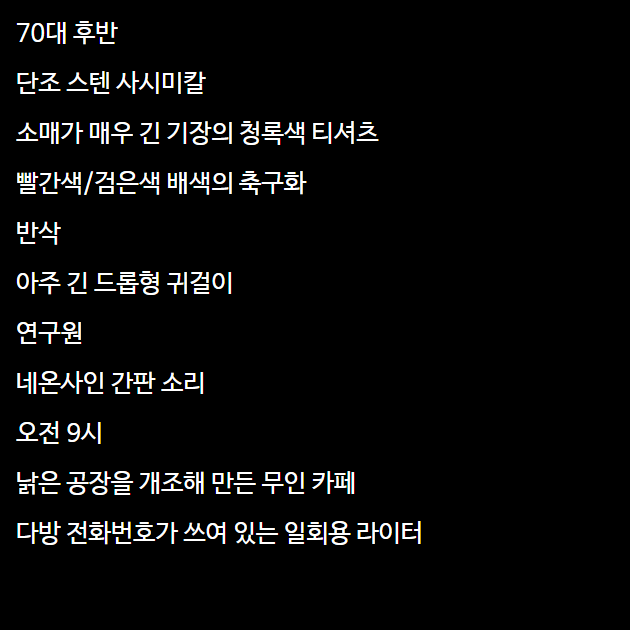 70대 후반
단조 스텐 사시미칼
소매가 매우 긴 기장의 청록색 티셔츠
빨간색/검은색 배색의 축구화
반삭
아주 긴 드롭형 귀걸이
연구원
네온사인 간판 소리
오전 9시
낡은 공장을 개조해 만든 무인 카페
다방 전화번호가 쓰여 있는 일회용 라이터